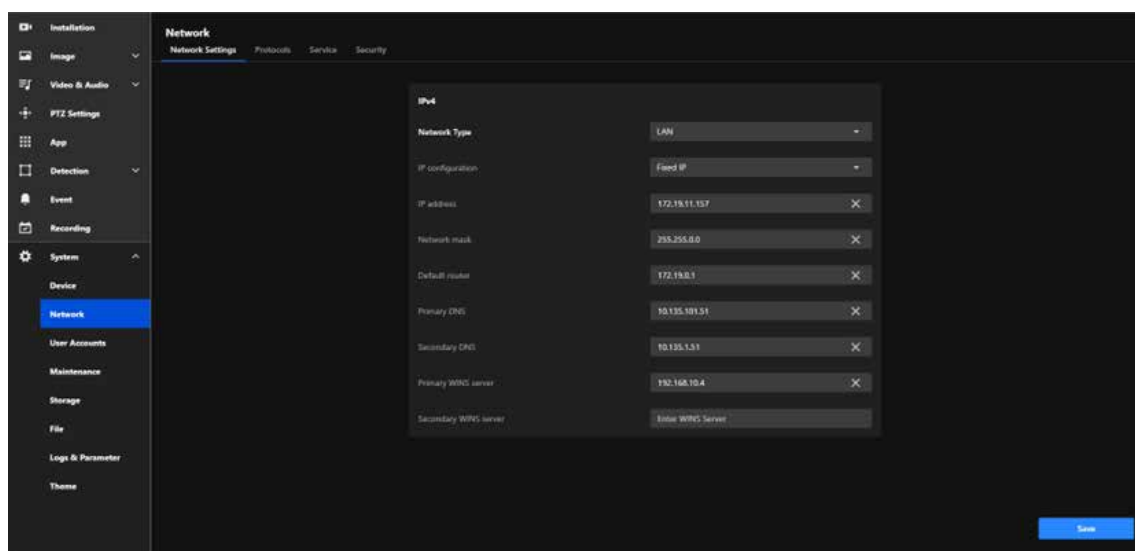 Installation
Image
Video & Audio
PTZ Settings
App
Detection
Event
Recording
System
Device
Network
User Accounts
Maintenance
Storage
File
Logs & Parameter
Theme
Network
Network Settings Protocols Service Security
IPv4
Network Type LAN
IP configuration Fixed IP
IP address 172.19.11.157
Network mask 255.255.0.0
Default router 172.19.0.1
Primary DNS 10.135.101.51
Secondary DNS 10.135.1.51
Primary WINS server 192.168.10.4
Secondary WINS server Enter WINS Server
Save